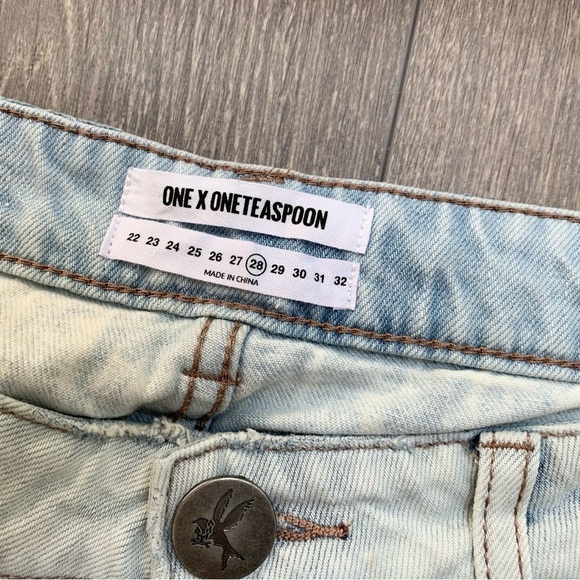 ONE X ONETEASPOON
22 23 24 25 26 27 28 29 30 31 32
MADE IN CHINA